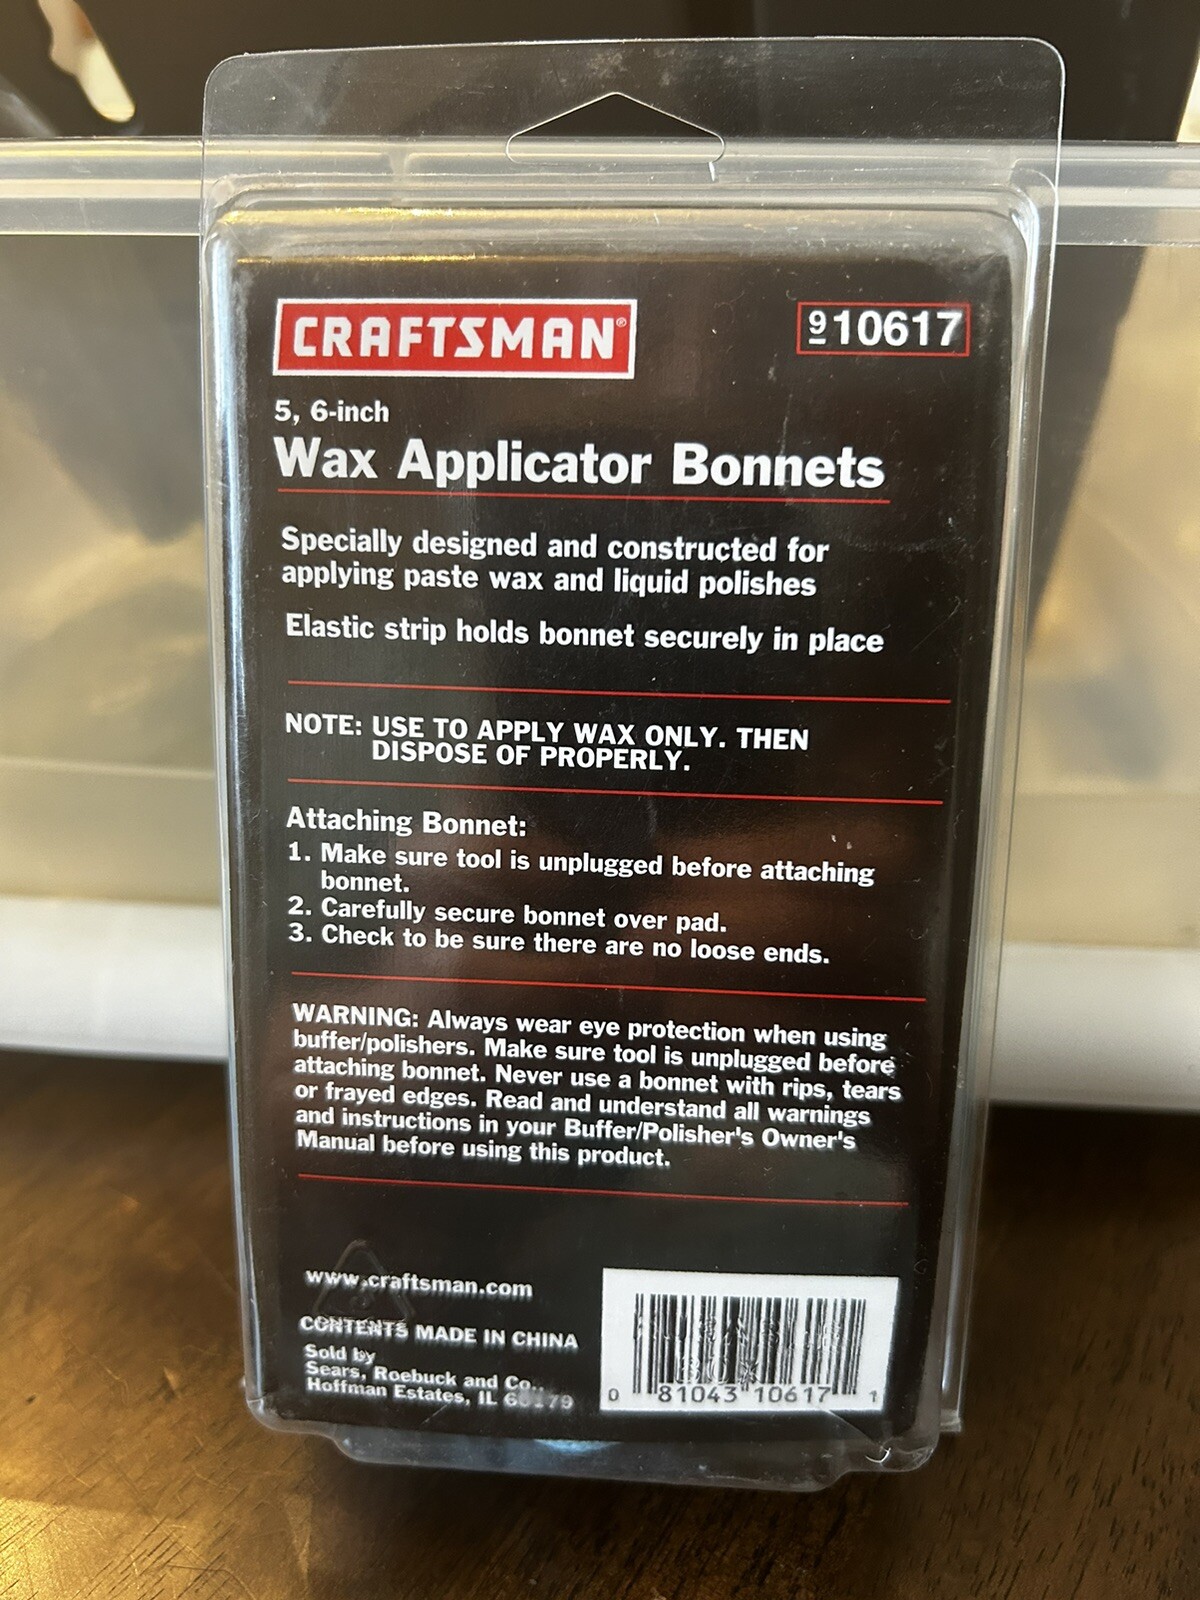 CRAFTSMAN®
910617
5, 6-inch
Wax Applicator Bonnets
Specially designed and constructed for
applying paste wax and liquid polishes
Elastic strip holds bonnet securely in place
NOTE: USE TO APPLY WAX ONLY. THEN
DISPOSE OF PROPERLY.
Attaching Bonnet:
1. Make sure tool is unplugged before attaching
bonnet.
2. Carefully secure bonnet over pad.
3. Check to be sure there are no loose ends.
WARNING: Always wear eye protection when using
buffer/polishers. Make sure tool is unplugged before
attaching bonnet. Never use a bonnet with rips, tears
or frayed edges. Read and understand all warnings
and instructions in your Buffer/Polisher's Owner's
Manual before using this product.
www.craftsman.com
CONTENTS MADE IN CHINA
Sold by
Sears, Roebuck and Co.,
Hoffman Estates, IL 60179
0 81043 10617 1